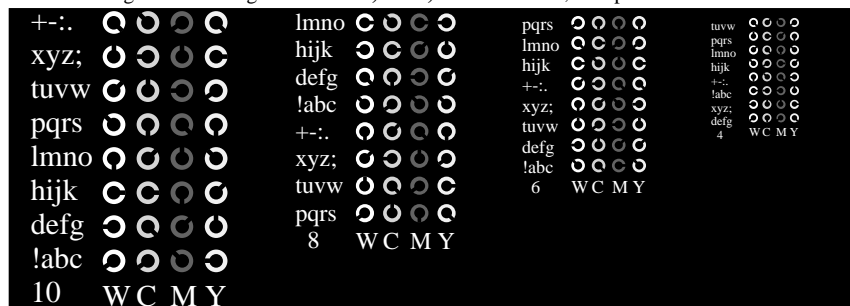 +-:.
xyz;
tuvw
pqrs
lmno
hijk
defg
!abc
10 W C M Y
lmno
hijk
defg
!abc
+-:.
xyz;
tuvw
pqrs
8 W C M Y
pqrs
lmno
hijk
+-:.
xyz;
tuvw
defg
!abc
6 W C M Y
tuvw
pqrs
lmno
hijk
+-:.
!abc
xyz;
defg
4 W C M Y